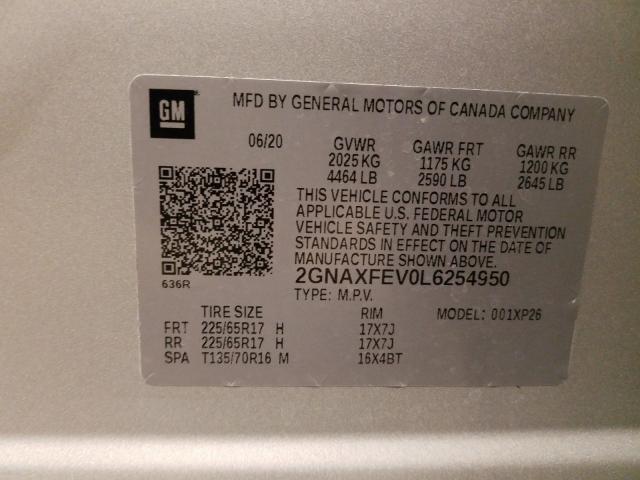 GM
MFD BY GENERAL MOTORS OF CANADA COMPANY
06/20 GVWR GAWR FRT GAWR RR
2025 KG 1175 KG 1200 KG
4464 LB 2590 LB 2645 LB
THIS VEHICLE CONFORMS TO ALL
APPLICABLE U.S. FEDERAL MOTOR
VEHICLE SAFETY AND THEFT PREVENTION
STANDARDS IN EFFECT ON THE DATE OF
MANUFACTURE SHOWN ABOVE.
636R
2GNAXFEV0L6254950
TYPE: M.P.V.
TIRE SIZE RIM MODEL: 001XP26
FRT 225/65R17 H 17X7J
RR 225/65R17 H 17X7J
SPA T135/70R16 M 16X4BT